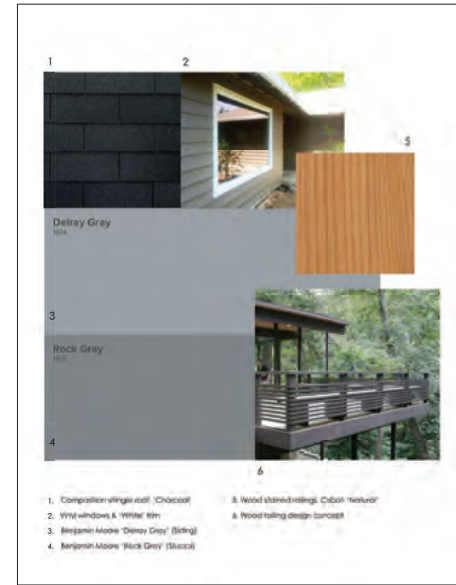 1
2
5
Delray Gray
1614
3
Rock Gray
1615
4
6
1. Composition shingle roof: "Charcoal"
2. Vinyl windows & "White" trim
3. Benjamin Moore "Delray Gray" (Siding)
4. Benjamin Moore "Rock Gray" (Stucco)
5. Wood stained railings, Cabot "Natural"
6. Wood railing design concept